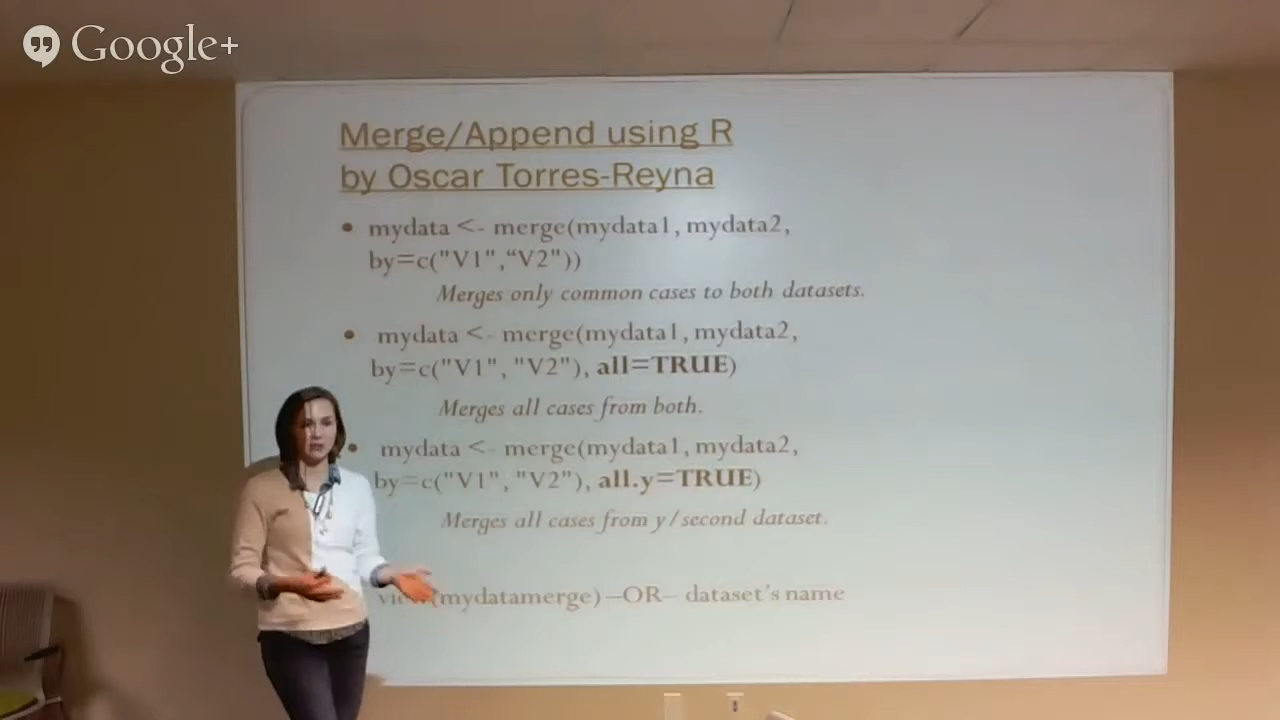 Google+
Merge/Append using R
by Oscar Torres-Reyna
• mydata <- merge(mydata1, mydata2,
by=c("V1",“V2"))
Merges only common cases to both datasets.
• mydata <- merge(mydata1, mydata2,
by=c("V1", "V2"), all=TRUE)
Merges all cases from both.
• mydata <- merge(mydata1, mydata2,
by=c("V1", "V2"), all.y=TRUE)
Merges all cases from y/second dataset.
view(mydatamerge) –OR– dataset's name